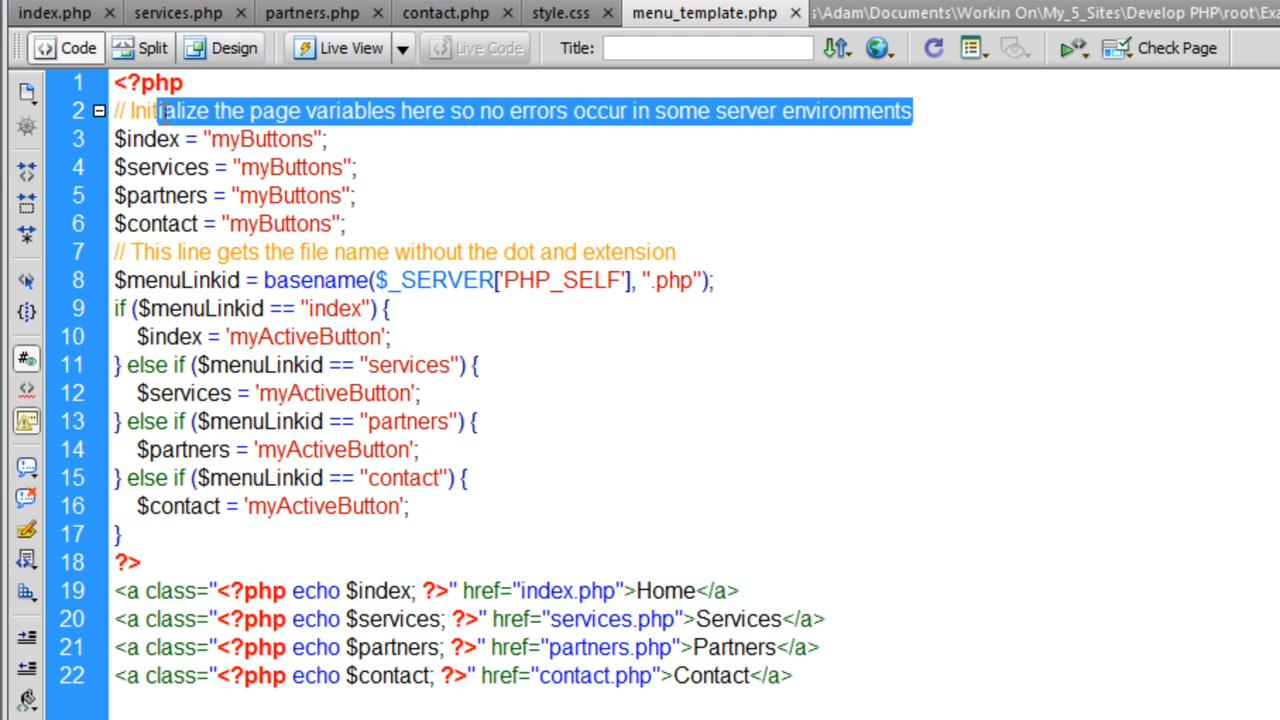 index.php × services.php × partners.php × contact.php × style.css × menu_template.php × s\Adam\Documents\Workin On\My_5_Sites\Develop PHP\root\Exa
Code Split Design Live View Live Code Title: Check Page
1 <?php
2 // Initialize the page variables here so no errors occur in some server environments
3 $index = "myButtons";
4 $services = "myButtons";
5 $partners = "myButtons";
6 $contact = "myButtons";
7 // This line gets the file name without the dot and extension
8 $menuLinkid = basename($_SERVER['PHP_SELF'], ".php");
9 if ($menuLinkid == "index") {
10 $index = 'myActiveButton';
11 } else if ($menuLinkid == "services") {
12 $services = 'myActiveButton';
13 } else if ($menuLinkid == "partners") {
14 $partners = 'myActiveButton';
15 } else if ($menuLinkid == "contact") {
16 $contact = 'myActiveButton';
17 }
18 ?>
19 <a class="<?php echo $index; ?>" href="index.php">Home</a>
20 <a class="<?php echo $services; ?>" href="services.php">Services</a>
21 <a class="<?php echo $partners; ?>" href="partners.php">Partners</a>
22 <a class="<?php echo $contact; ?>" href="contact.php">Contact</a>